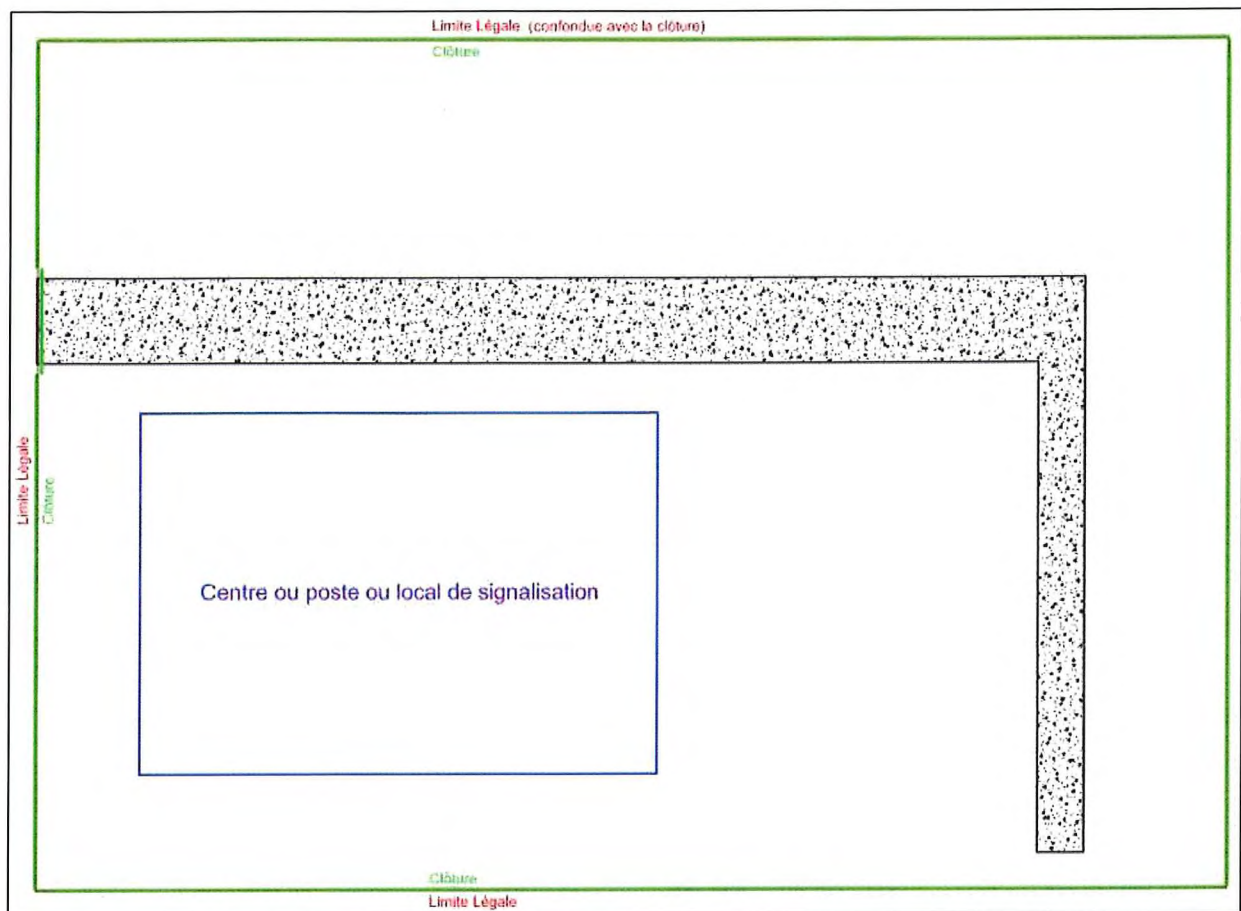 Limite Légale (confondue avec la clôture)
Clôture
Limite Légale
Clôture
Centre ou poste ou local de signalisation
Clôture
Limite Légale